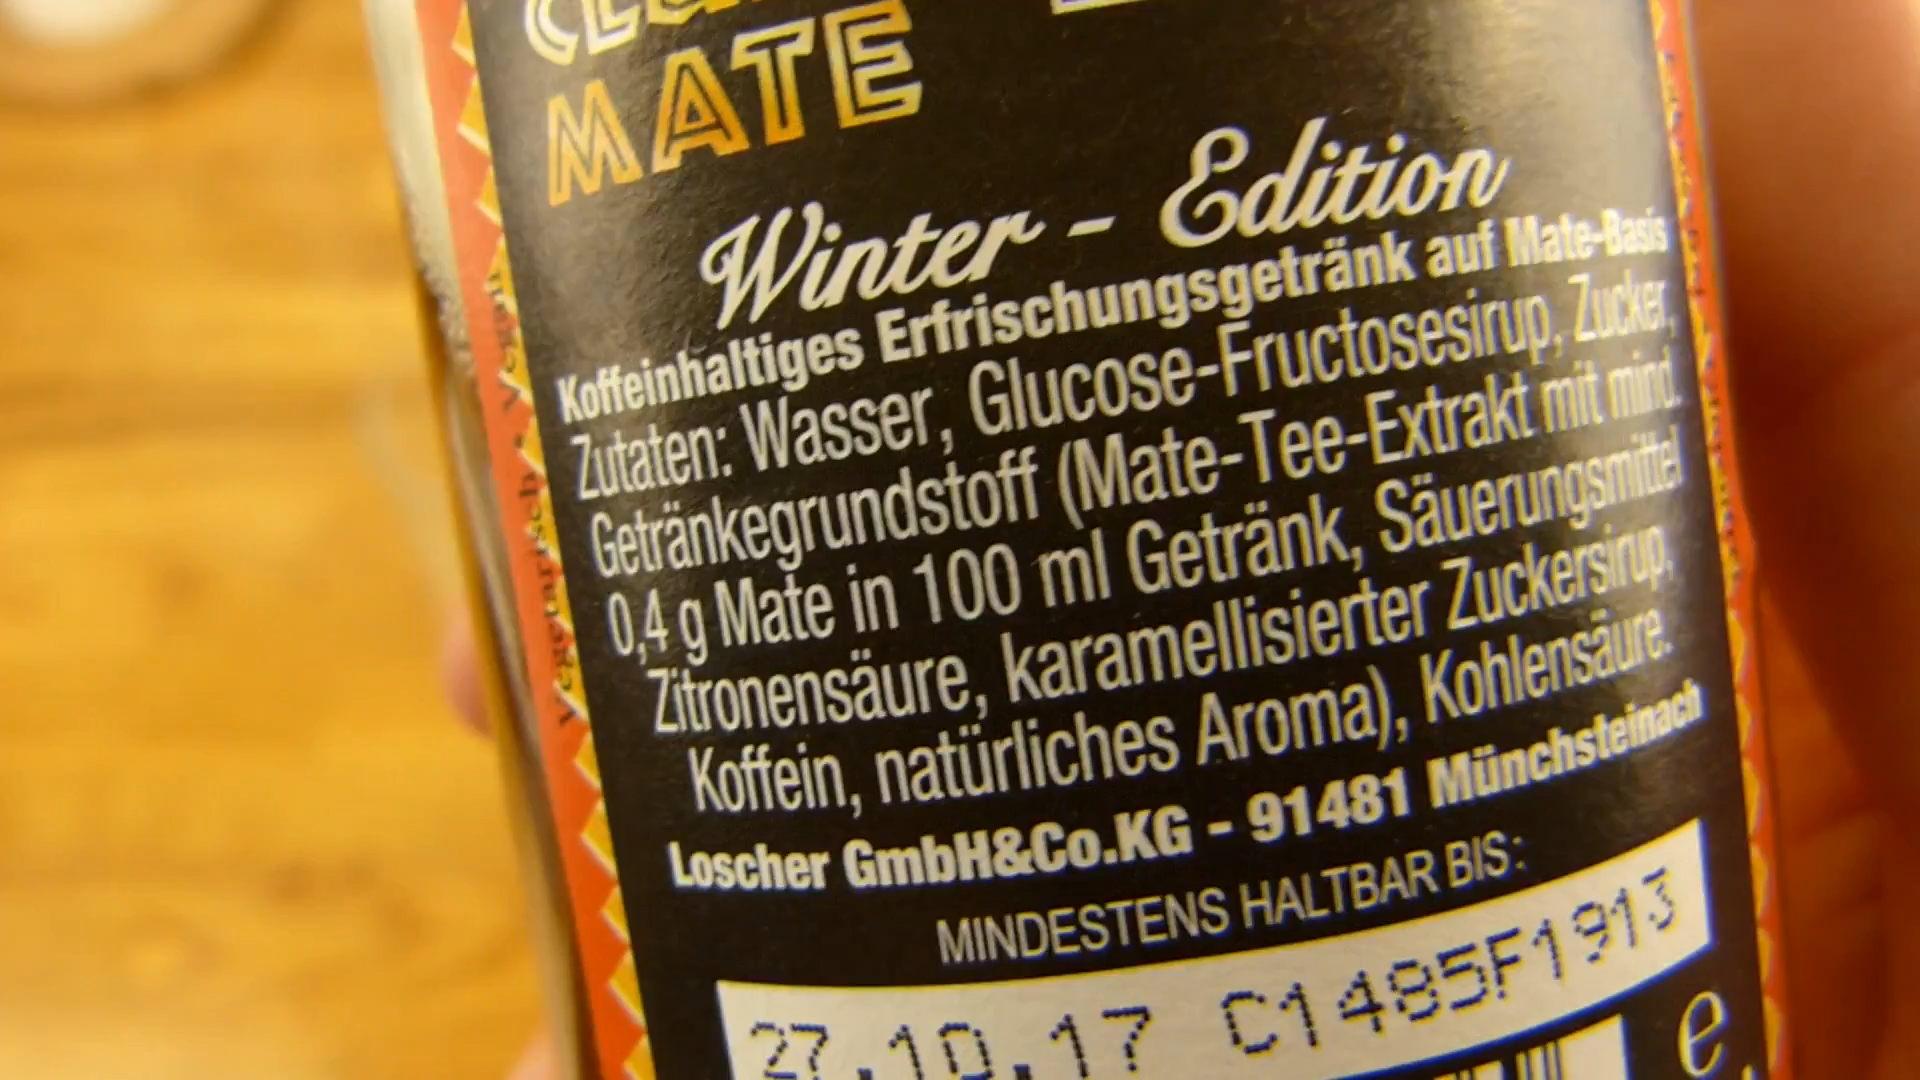 MATE
Winter - Edition
Koffeinhaltiges Erfrischungsgetränk auf Mate-Basis
Zutaten: Wasser, Glucose-Fructosesirup, Zucker,
Getränkegrundstoff (Mate-Tee-Extrakt mit mind.
0,4 g Mate in 100 ml Getränk, Säuerungsmittel
Zitronensäure, karamellisierter Zuckersirup,
Koffein, natürliches Aroma), Kohlensäure.
Loscher GmbH&Co.KG - 91481 Münchsteinach
MINDESTENS HALTBAR BIS:
27.10.17 C1485F1913
e
Vegetarisch • Vegan